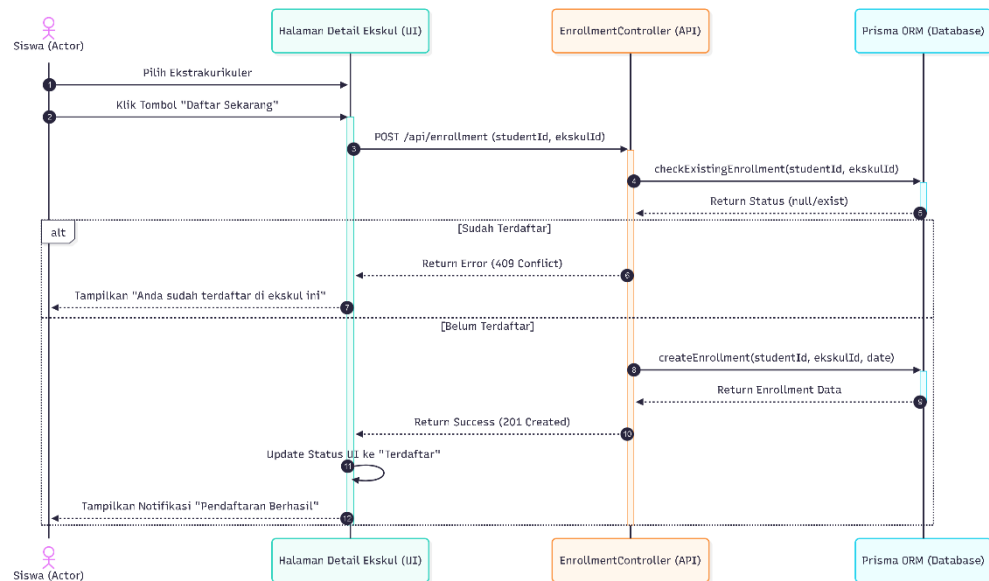 Siswa (Actor)
Halaman Detail Ekskul (UI)
EnrollmentController (API)
Prisma ORM (Database)
Pilih Ekstrakurikuler
1
Klik Tombol "Daftar Sekarang"
2
POST /api/enrollment (studentId, ekskulId)
3
checkExistingEnrollment(studentId, ekskulId)
4
Return Status (null/exist)
5
alt
[Sudah Terdaftar]
Return Error (409 Conflict)
6
Tampilkan "Anda sudah terdaftar di ekskul ini"
7
[Belum Terdaftar]
createEnrollment(studentId, ekskulId, date)
8
Return Enrollment Data
9
Return Success (201 Created)
10
Update Status UI ke "Terdaftar"
11
Tampilkan Notifikasi "Pendaftaran Berhasil"
12
Siswa (Actor)
Halaman Detail Ekskul (UI)
EnrollmentController (API)
Prisma ORM (Database)